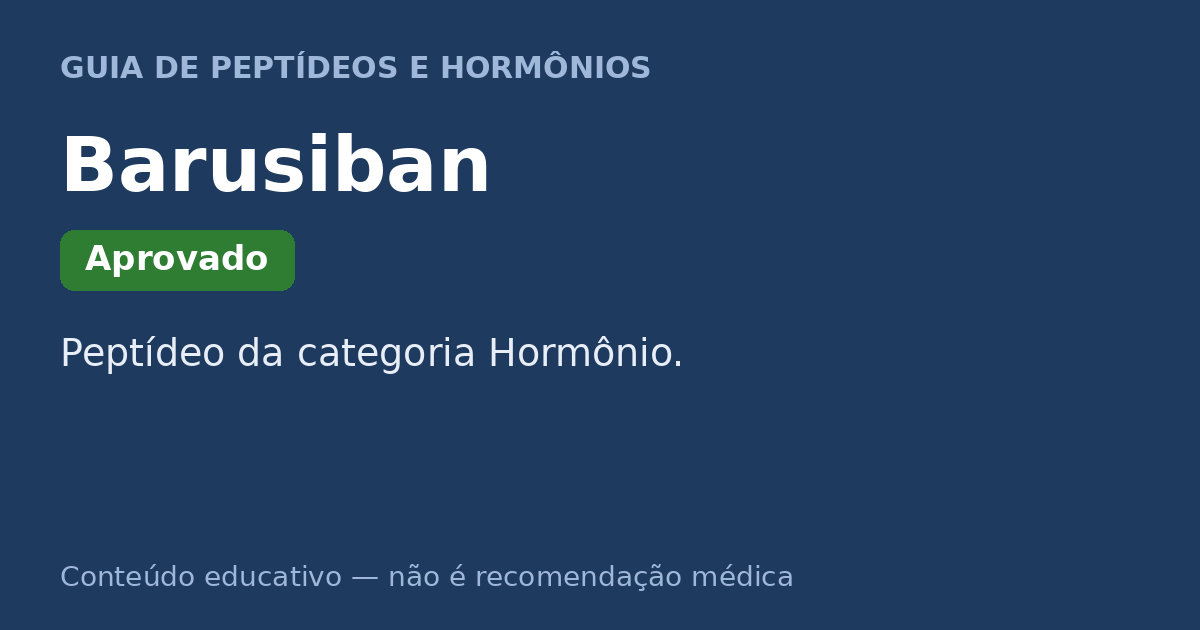 GUIA DE PEPTÍDEOS E HORMÔNIOS
Barusiban
Aprovado
Peptídeo da categoria Hormônio.
Conteúdo educativo — não é recomendação médica